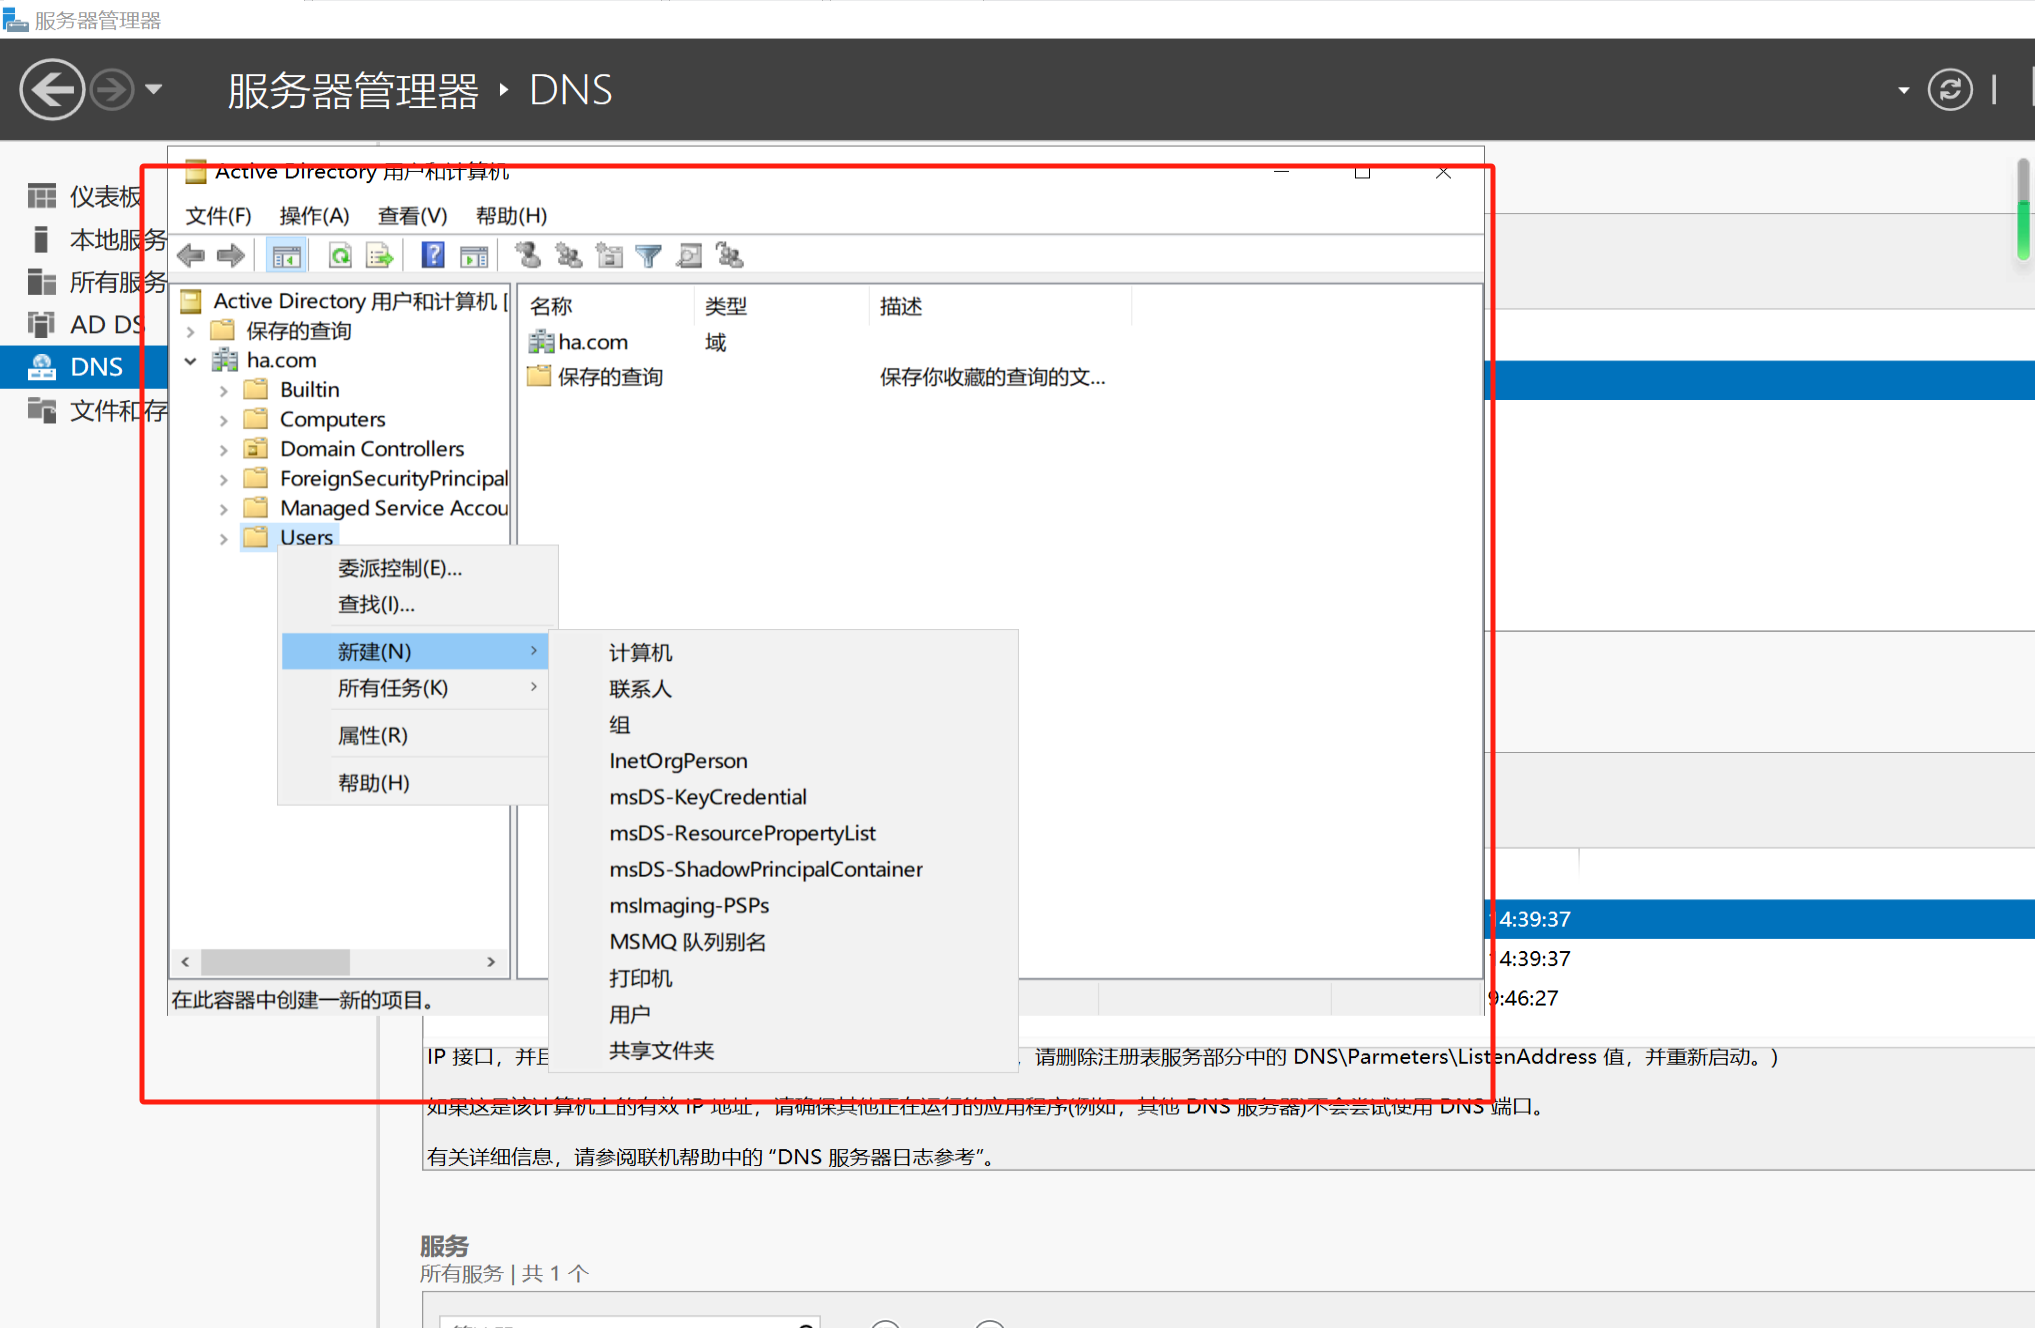 服务器管理器
服务器管理器 ‣ DNS
仪表板
本地服务
所有服务
AD DS
DNS
文件和存
Active Directory 用户和计算机
文件(F) 操作(A) 查看(V) 帮助(H)
Active Directory 用户和计算机 [
保存的查询
ha.com
Builtin
Computers
Domain Controllers
ForeignSecurityPrincipal
Managed Service Accou
Users
名称 类型 描述
ha.com 域
保存的查询 保存你收藏的查询的文...
委派控制(E)...
查找(I)...
新建(N)
所有任务(K)
属性(R)
帮助(H)
计算机
联系人
组
InetOrgPerson
msDS-KeyCredential
msDS-ResourcePropertyList
msDS-ShadowPrincipalContainer
msImaging-PSPs
MSMQ 队列别名
打印机
用户
共享文件夹
在此容器中创建一新的项目。
14:39:37
14:39:37
9:46:27
IP 接口，并且 ，请删除注册表服务部分中的 DNS\Parmeters\ListenAddress 值，并重新启动。)
如果这是该计算机上的有效 IP 地址，请确保其他正在运行的应用程序(例如，其他 DNS 服务器)不会尝试使用 DNS 端口。
有关详细信息，请参阅联机帮助中的 “DNS 服务器日志参考”。
服务
所有服务 | 共 1 个